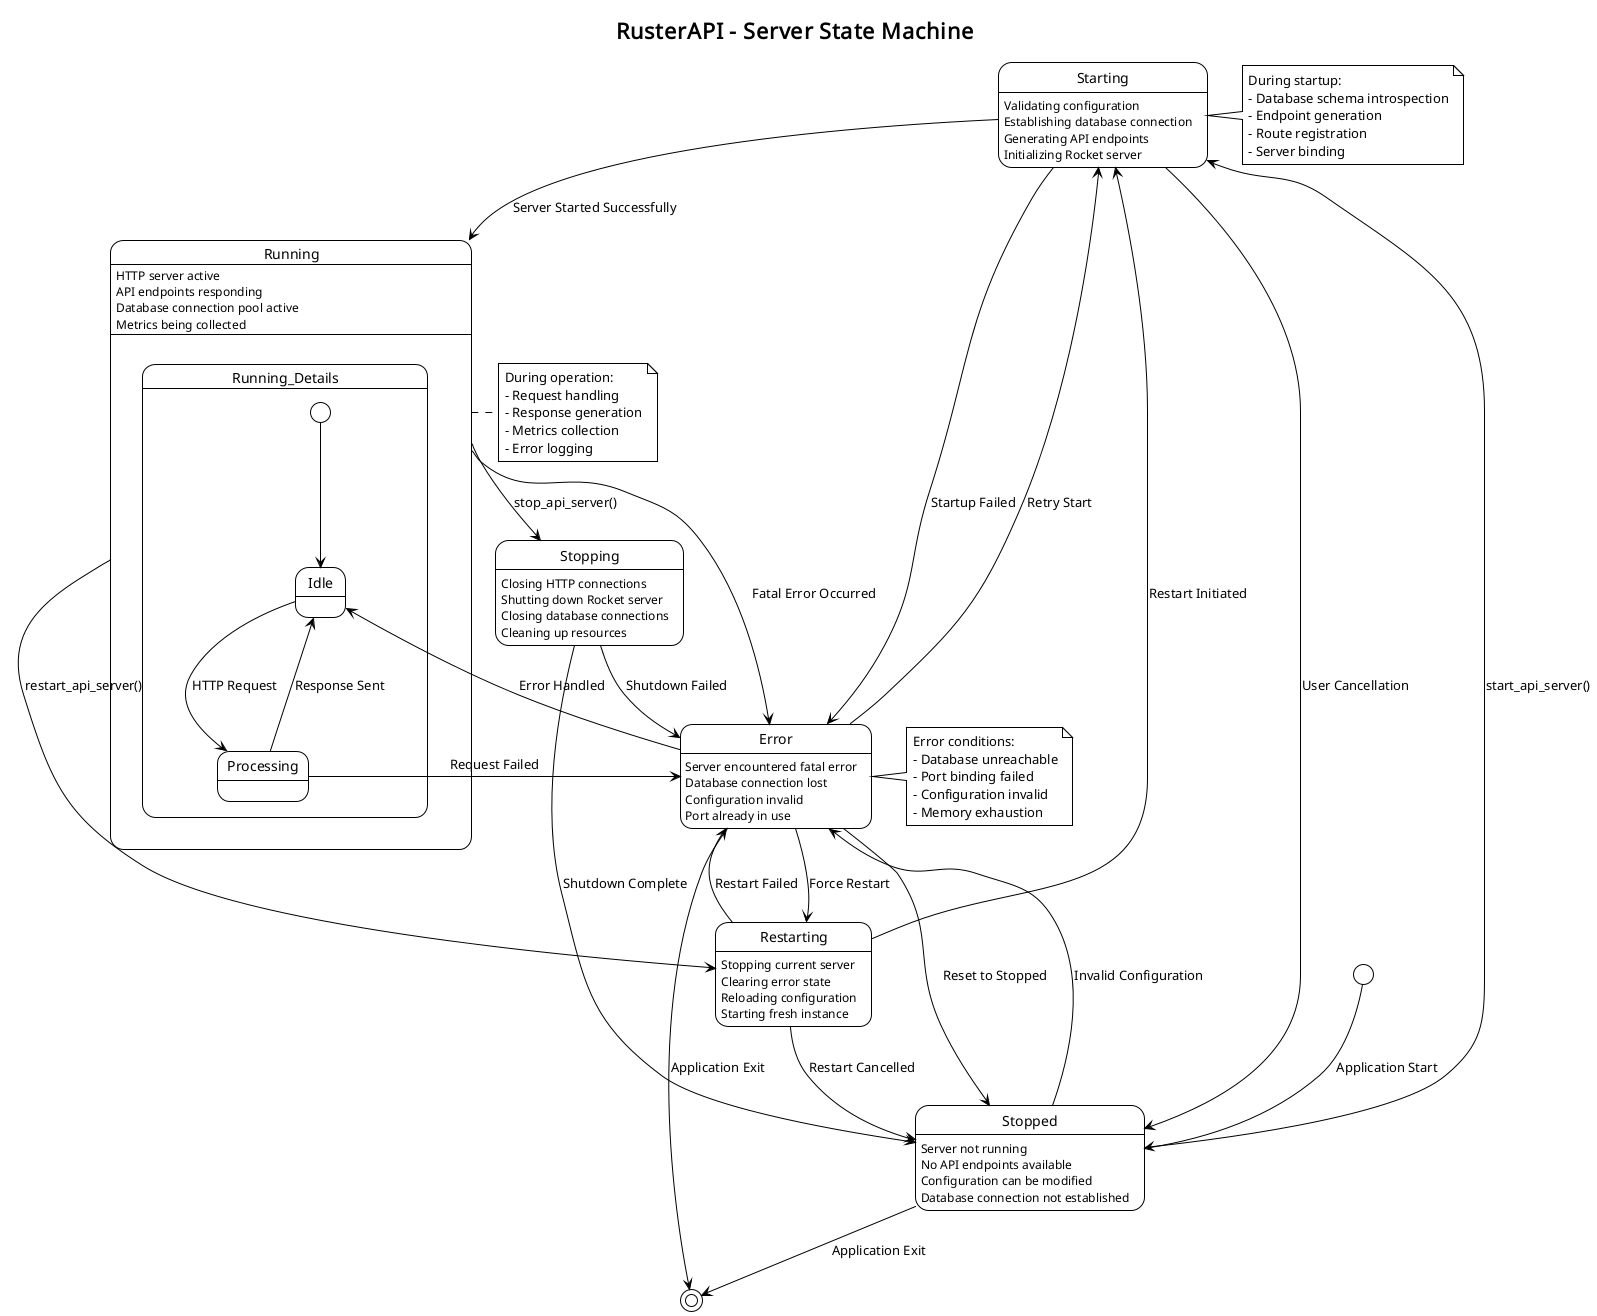 RusterAPI - Server State Machine
Starting
Validating configuration
Establishing database connection
Generating API endpoints
Initializing Rocket server
During startup:
- Database schema introspection
- Endpoint generation
- Route registration
- Server binding
Server Started Successfully
Running
HTTP server active
API endpoints responding
Database connection pool active
Metrics being collected
Running_Details
During operation:
- Request handling
- Response generation
- Metrics collection
- Error logging
stop_api_server()
Startup Failed
Retry Start
Stopping
Closing HTTP connections
Shutting down Rocket server
Closing database connections
Cleaning up resources
Idle
Fatal Error Occurred
Restart Initiated
restart_api_server()
HTTP Request
Response Sent
Error Handled
Shutdown Failed
User Cancellation
start_api_server()
Processing
Request Failed
Error
Server encountered fatal error
Database connection lost
Configuration invalid
Port already in use
Error conditions:
- Database unreachable
- Port binding failed
- Configuration invalid
- Memory exhaustion
Shutdown Complete
Restart Failed
Force Restart
Restarting
Stopping current server
Clearing error state
Reloading configuration
Starting fresh instance
Reset to Stopped
Invalid Configuration
Application Exit
Restart Cancelled
Application Start
Stopped
Server not running
No API endpoints available
Configuration can be modified
Database connection not established
Application Exit